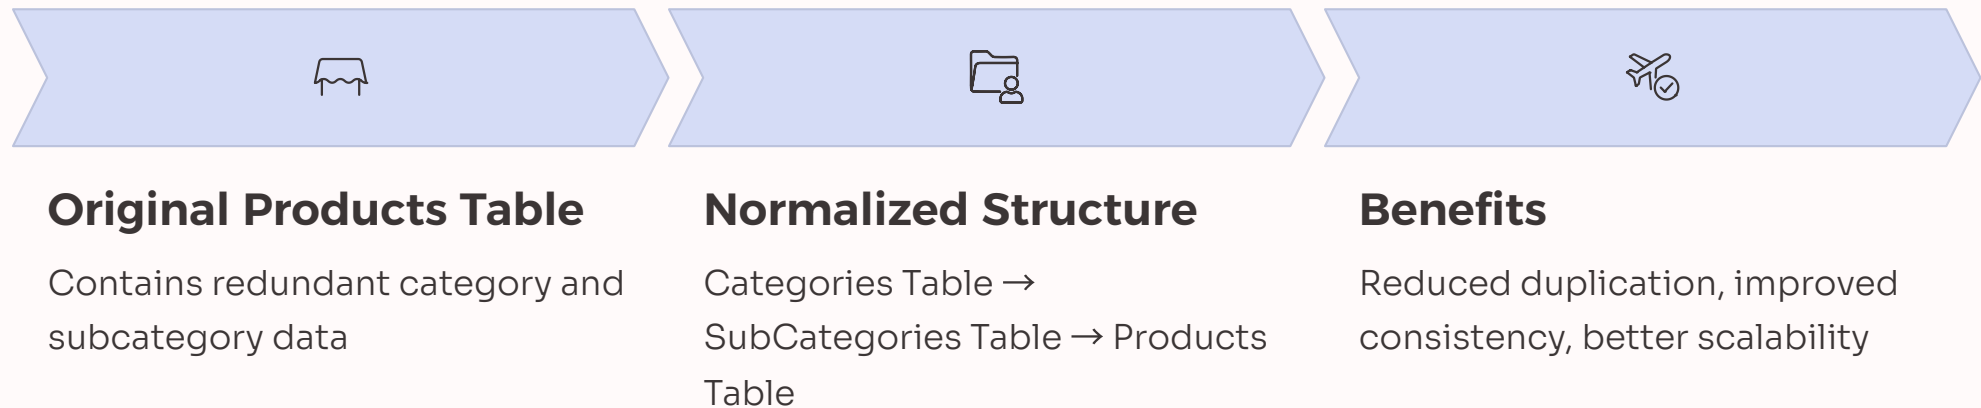 Original Products Table
Contains redundant category and
subcategory data
Normalized Structure
Categories Table →
SubCategories Table → Products
Table
Benefits
Reduced duplication, improved
consistency, better scalability